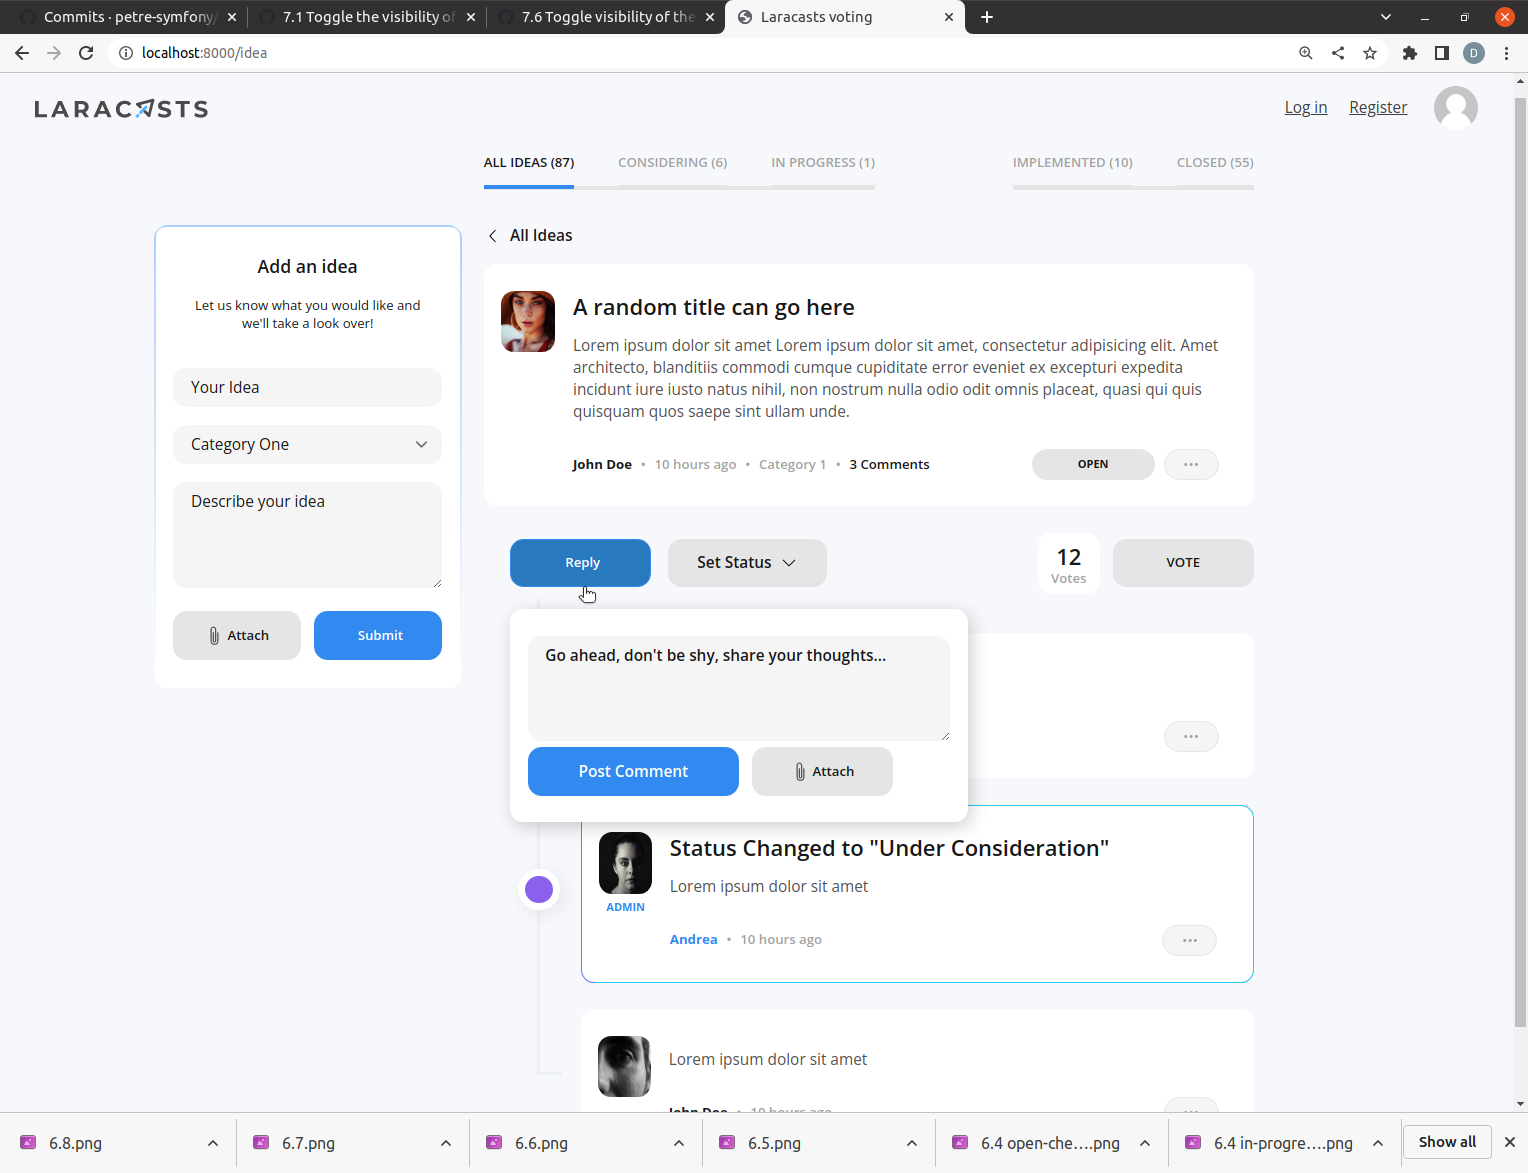 Commits · petre-symfony/
7.1 Toggle the visibility of
7.6 Toggle visibility of the
Laracasts voting
localhost:8000/idea
D
LARACASTS
Log in
Register
ALL IDEAS (87)
CONSIDERING (6)
IN PROGRESS (1)
IMPLEMENTED (10)
CLOSED (55)
Add an idea
Let us know what you would like and
we'll take a look over!
Your Idea
Category One
Describe your idea
Attach
Submit
All Ideas
A random title can go here
Lorem ipsum dolor sit amet Lorem ipsum dolor sit amet, consectetur adipisicing elit. Amet
architecto, blanditiis commodi cumque cupiditate error eveniet ex excepturi expedita
incidunt iure iusto natus nihil, non nostrum nulla odio odit omnis placeat, quasi qui quis
quisquam quos saepe sint ullam unde.
John Doe • 10 hours ago • Category 1 • 3 Comments
OPEN
Reply
Set Status
12
Votes
VOTE
Go ahead, don't be shy, share your thoughts...
Post Comment
Attach
Status Changed to "Under Consideration"
Lorem ipsum dolor sit amet
ADMIN
Andrea • 10 hours ago
Lorem ipsum dolor sit amet
John Doe • 10 hours ago
6.8.png
6.7.png
6.6.png
6.5.png
6.4 open-che....png
6.4 in-progre....png
Show all